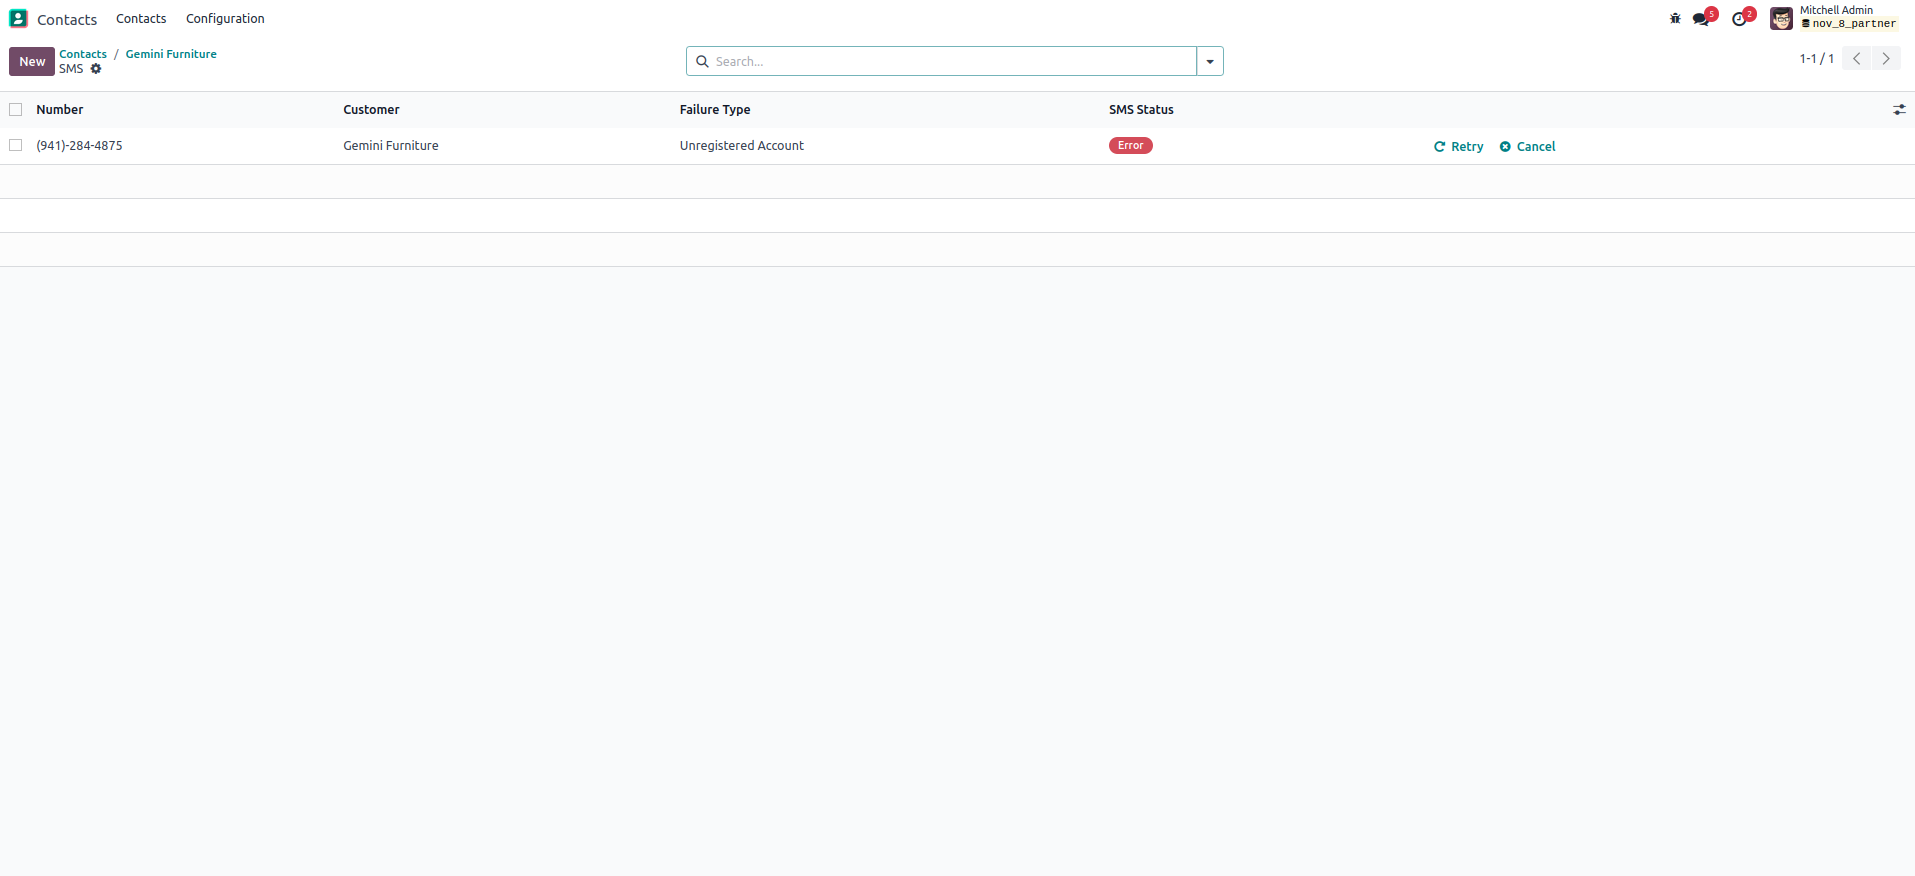 Contacts Contacts Configuration 5 2 Mitchell Admin
nov_8_partner
New Contacts / Gemini Furniture Search... 1-1 / 1
SMS
Number Customer Failure Type SMS Status
(941)-284-4875 Gemini Furniture Unregistered Account Error Retry Cancel